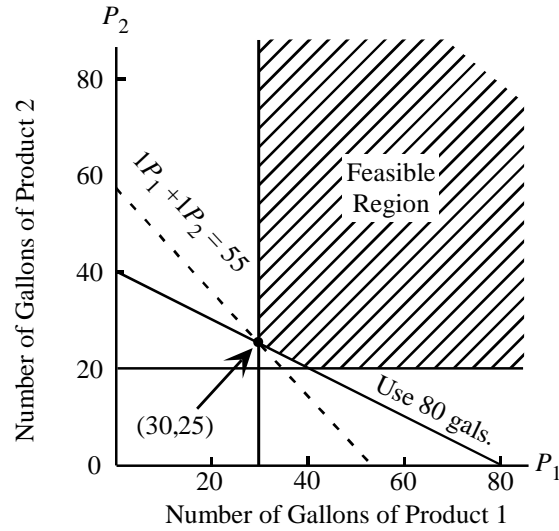 P2
Number of Gallons of Product 2
80
60
40
20
0
1P1 +1P2 = 55
Feasible
Region
(30,25)
Use 80 gals.
20
40
60
80
P1
Number of Gallons of Product 1